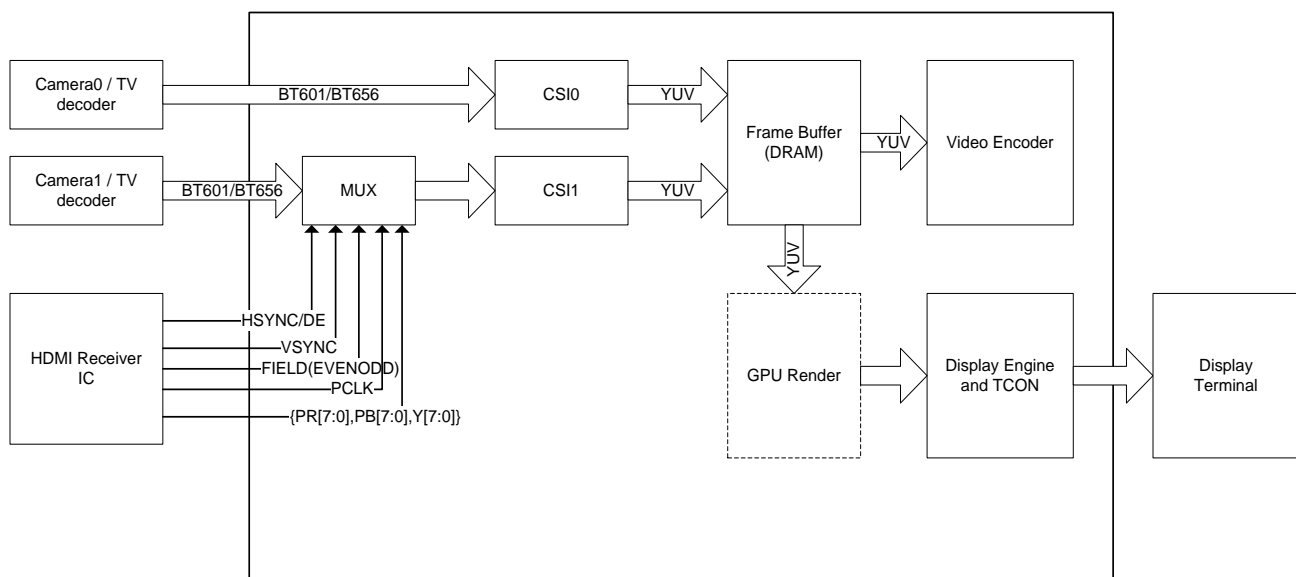 Camera0 / TV
decoder
BT601/BT656
CSI0
YUV
Frame Buffer
(DRAM)
YUV
Video Encoder
Camera1 / TV
decoder
BT601/BT656
MUX
CSI1
YUV
YUV
HDMI Receiver
IC
HSYNC/DE
VSYNC
FIELD(EVENODD)
PCLK
{PR[7:0],PB[7:0],Y[7:0]}
GPU Render
Display Engine
and TCON
Display
Terminal